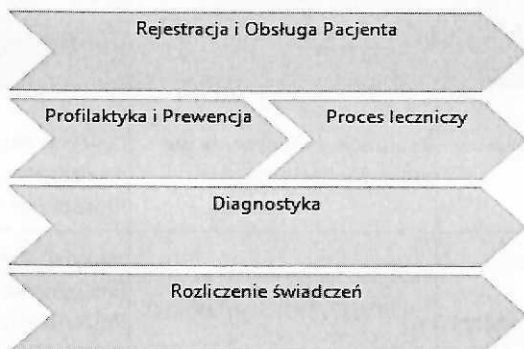 Rejestracja i Obsługa Pacjenta
Profilaktyka i Prewencja
Proces leczniczy
Diagnostyka
Rozliczenie świadczeń